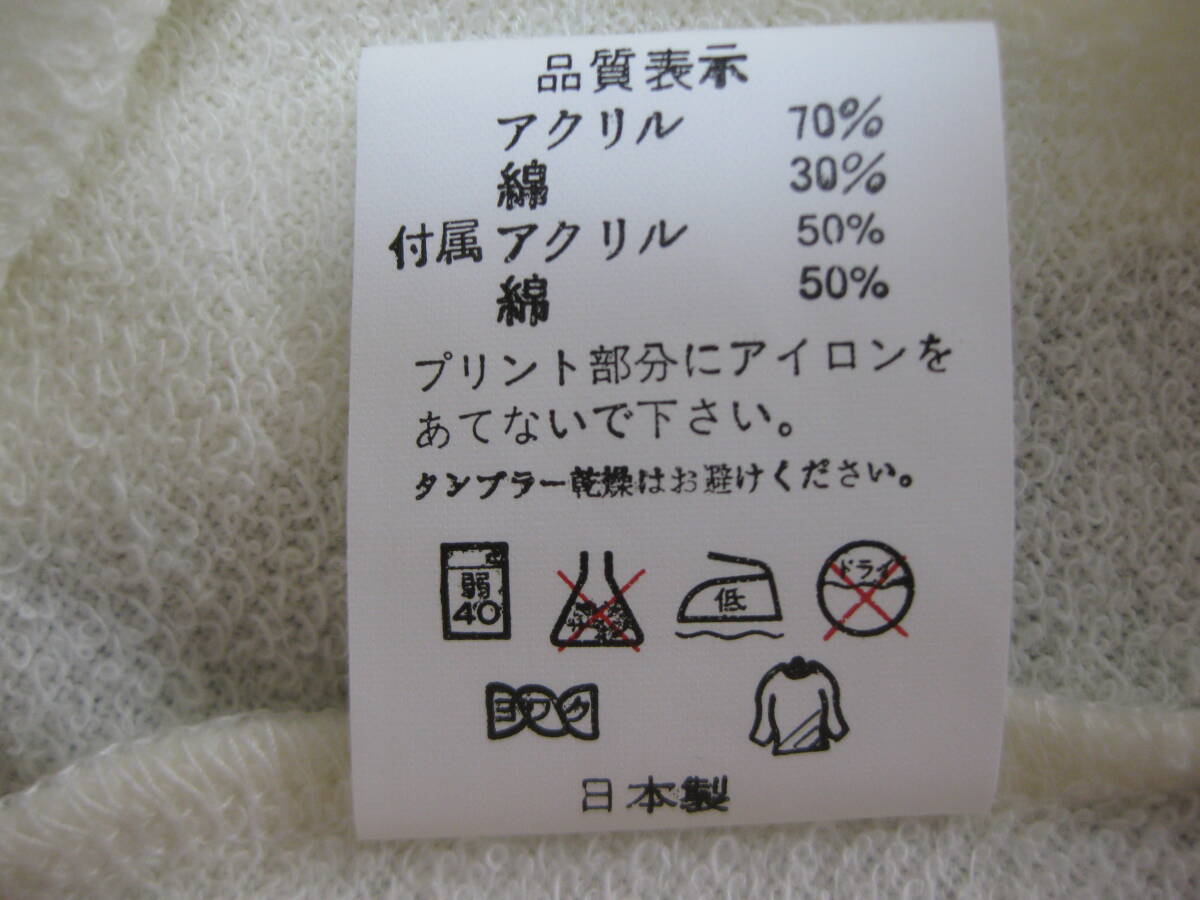 品質表示
アクリル 70%
綿 30%
付属 アクリル 50%
綿 50%
プリント部分にアイロンを
あてないで下さい。
タンブラー乾燥はお避けください。
弱
40
低
ドライ
ヨワク
日本製